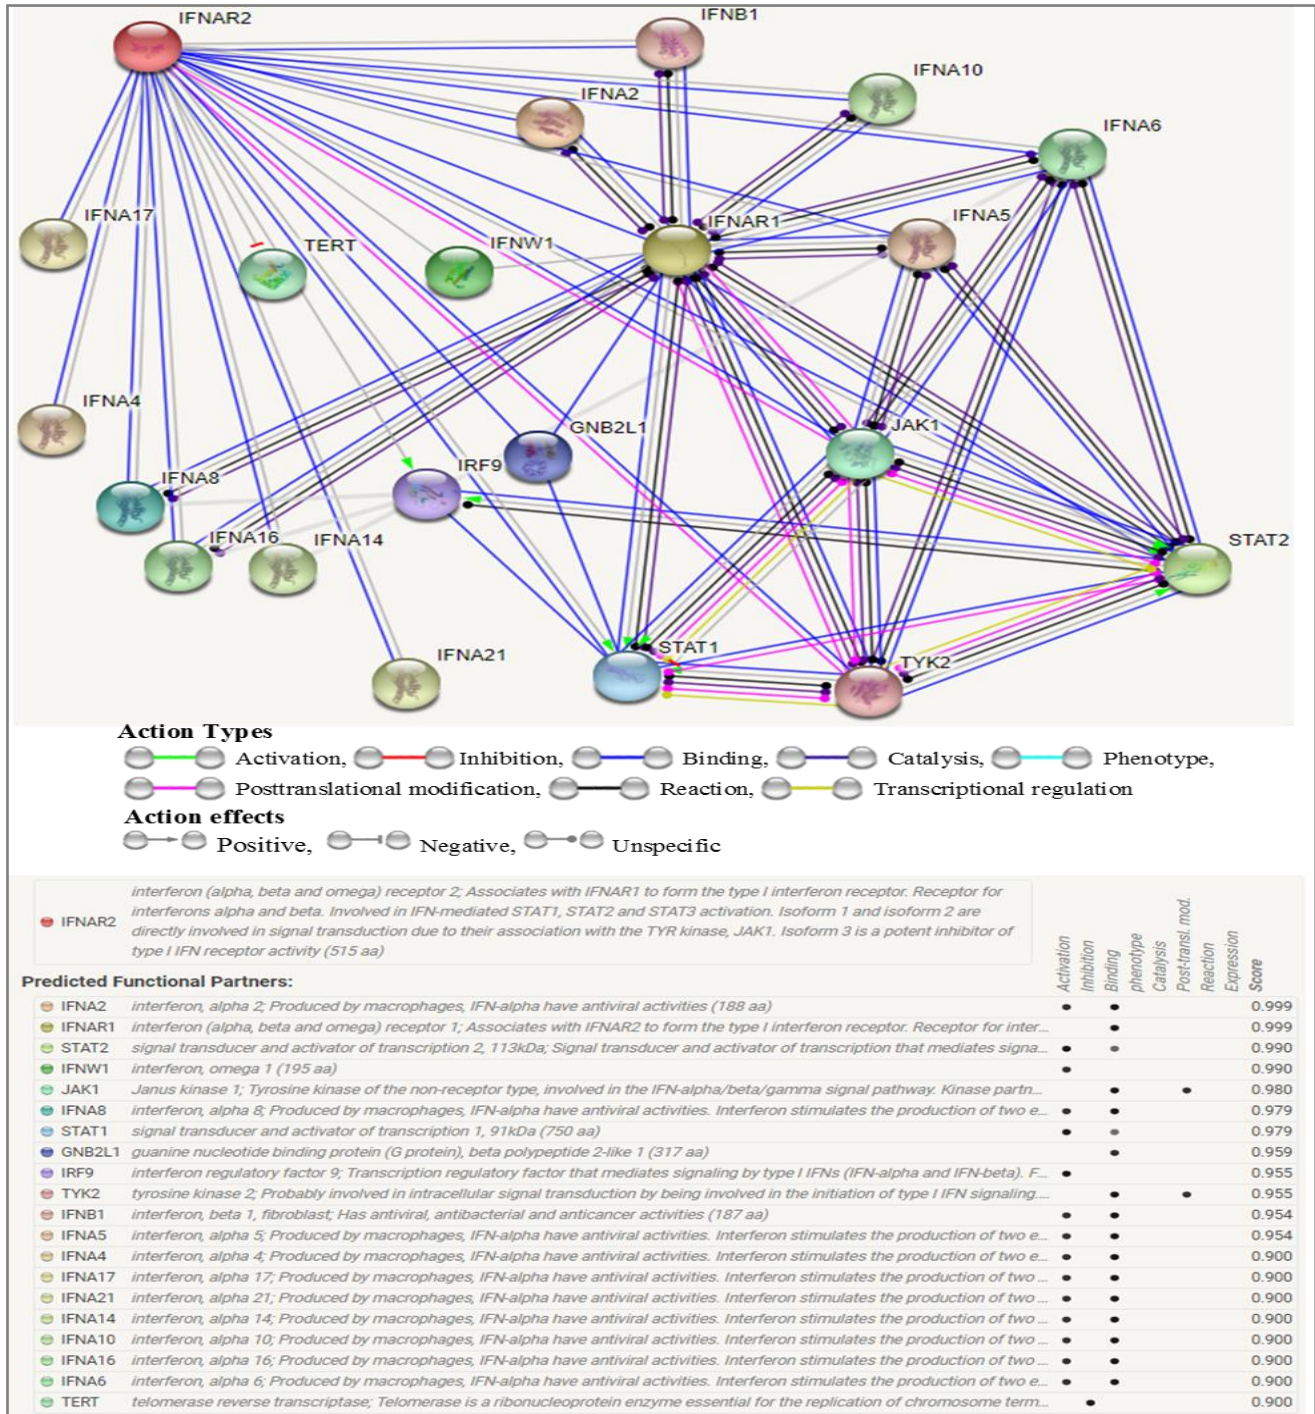 IFNAR2
IFNB1
IFNA10
IFNA2
IFNA6
IFNA17
TERT
IFNW1
IFNAR1
IFNA5
IFNA4
GNB2L1
JAK1
IRF9
IFNA8
IFNA16
IFNA14
STAT2
IFNA21
STAT1
TYK2
Action Types
Activation, Inhibition, Binding, Catalysis, Phenotype,
Posttranslational modification, Reaction, Transcriptional regulation
Action effects
Positive, Negative, Unspecific
interferon (alpha, beta and omega) receptor 2; Associates with IFNAR1 to form the type I interferon receptor. Receptor for
IFNAR2 interferons alpha and beta. Involved in IFN-mediated STAT1, STAT2 and STAT3 activation. Isoform 1 and isoform 2 are
directly involved in signal transduction due to their association with the TYR kinase, JAK1. Isoform 3 is a potent inhibitor of
type I IFN receptor activity (515 aa)
Activation Inhibition Binding phenotype Catalysis Post-transl. mod. Reaction Expression Score
Predicted Functional Partners:
IFNA2 interferon, alpha 2; Produced by macrophages, IFN-alpha have antiviral activities (188 aa) 0.999
IFNAR1 interferon (alpha, beta and omega) receptor 1; Associates with IFNAR2 to form the type I interferon receptor. Receptor for inter... 0.999
STAT2 signal transducer and activator of transcription 2, 113kDa; Signal transducer and activator of transcription that mediates signa... 0.990
IFNW1 interferon, omega 1 (195 aa) 0.990
JAK1 Janus kinase 1; Tyrosine kinase of the non-receptor type, involved in the IFN-alpha/beta/gamma signal pathway. Kinase partn... 0.980
IFNA8 interferon, alpha 8; Produced by macrophages, IFN-alpha have antiviral activities. Interferon stimulates the production of two e... 0.979
STAT1 signal transducer and activator of transcription 1, 91kDa (750 aa) 0.979
GNB2L1 guanine nucleotide binding protein (G protein), beta polypeptide 2-like 1 (317 aa) 0.959
IRF9 interferon regulatory factor 9; Transcription regulatory factor that mediates signaling by type I IFNs (IFN-alpha and IFN-beta). F... 0.955
TYK2 tyrosine kinase 2; Probably involved in intracellular signal transduction by being involved in the initiation of type I IFN signaling.... 0.955
IFNB1 interferon, beta 1, fibroblast; Has antiviral, antibacterial and anticancer activities (187 aa) 0.954
IFNA5 interferon, alpha 5; Produced by macrophages, IFN-alpha have antiviral activities. Interferon stimulates the production of two e... 0.954
IFNA4 interferon, alpha 4; Produced by macrophages, IFN-alpha have antiviral activities. Interferon stimulates the production of two e... 0.900
IFNA17 interferon, alpha 17; Produced by macrophages, IFN-alpha have antiviral activities. Interferon stimulates the production of two ... 0.900
IFNA21 interferon, alpha 21; Produced by macrophages, IFN-alpha have antiviral activities. Interferon stimulates the production of two ... 0.900
IFNA14 interferon, alpha 14; Produced by macrophages, IFN-alpha have antiviral activities. Interferon stimulates the production of two ... 0.900
IFNA10 interferon, alpha 10; Produced by macrophages, IFN-alpha have antiviral activities. Interferon stimulates the production of two ... 0.900
IFNA16 interferon, alpha 16; Produced by macrophages, IFN-alpha have antiviral activities. Interferon stimulates the production of two ... 0.900
IFNA6 interferon, alpha 6; Produced by macrophages, IFN-alpha have antiviral activities. Interferon stimulates the production of two e... 0.900
TERT telomerase reverse transcriptase; Telomerase is a ribonucleoprotein enzyme essential for the replication of chromosome term... 0.900